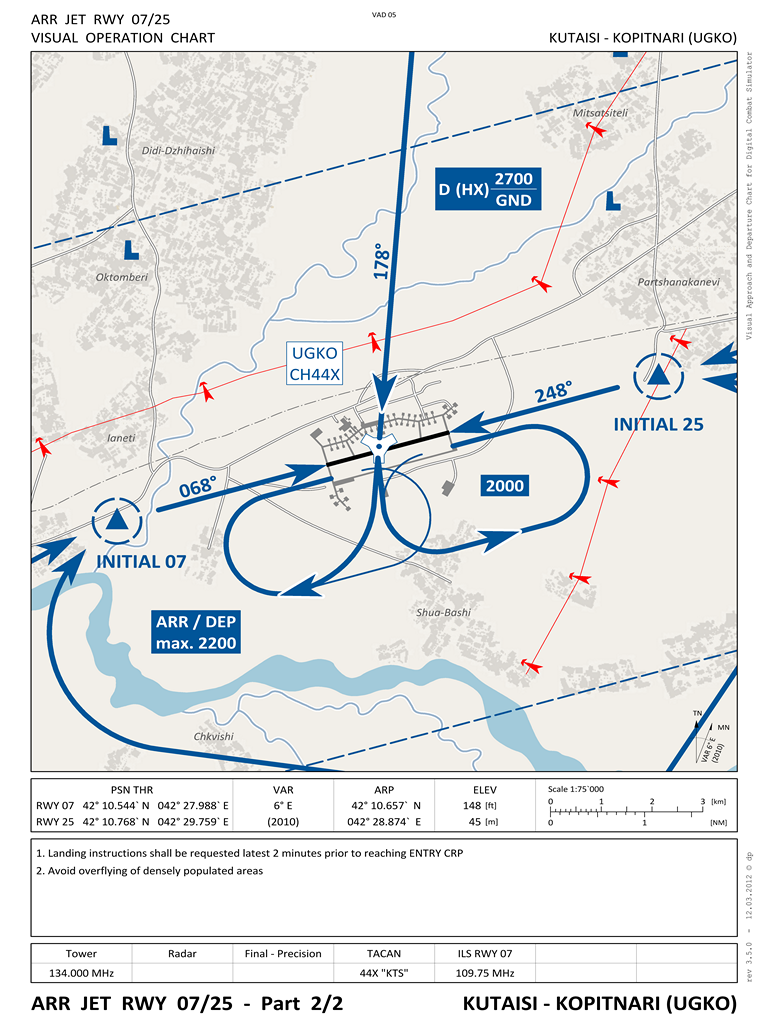 ARR JET RWY 07/25
VAD 05
VISUAL OPERATION CHART
KUTAISI - KOPITNARI (UGKO)
Mitsatsiteli
Didi-Dzhihaishi
D (HX) 2700
GND
178°
Oktomberi
Partshanakanevi
UGKO
CH44X
248°
INITIAL 25
Ianeti
068°
2000
INITIAL 07
ARR / DEP
max. 2200
Shua-Bashi
Chkvishi
TN
MN
VAR 6° E
(2010)
Visual Approach and Departure Chart for Digital Combat Simulator
PSN THR
VAR
ARP
ELEV
Scale 1:75`000
RWY 07 42° 10.544` N 042° 27.988` E
6° E
42° 10.657` N
148 [ft]
0 1 2 3 [km]
RWY 25 42° 10.768` N 042° 29.759` E
(2010)
042° 28.874` E
45 [m]
0 1 [NM]
1. Landing instructions shall be requested latest 2 minutes prior to reaching ENTRY CRP
2. Avoid overflying of densely populated areas
rev 3.5.0 - 12.03.2012 © dp
Tower
Radar
Final - Precision
TACAN
ILS RWY 07
134.000 MHz
44X "KTS"
109.75 MHz
ARR JET RWY 07/25 - Part 2/2
KUTAISI - KOPITNARI (UGKO)